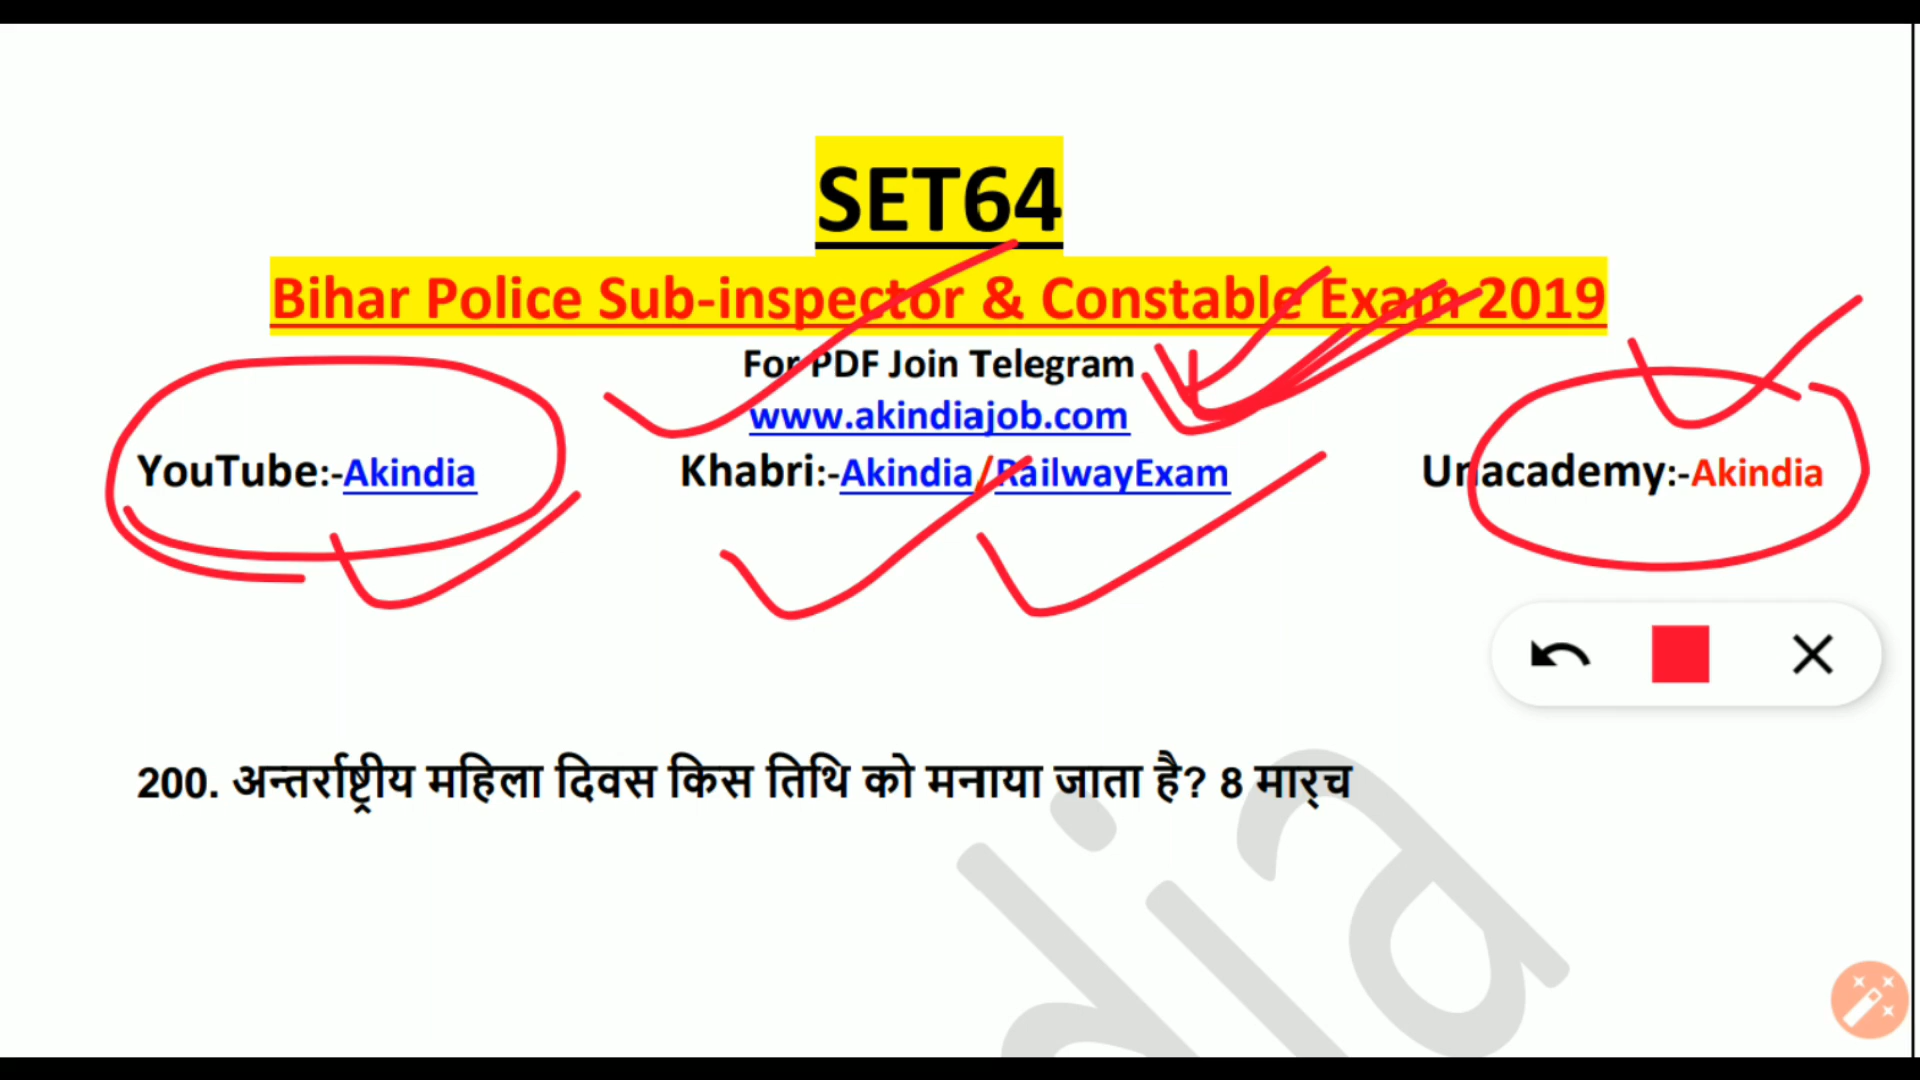 SET64
Bihar Police Sub-inspector & Constable Exam 2019
For PDF Join Telegram
www.akindiajob.com
YouTube:-Akindia Khabri:-Akindia/RailwayExam Unacademy:-Akindia
200. अन्तर्राष्ट्रीय महिला दिवस किस तिथि को मनाया जाता है? 8 मार्‌च
dia